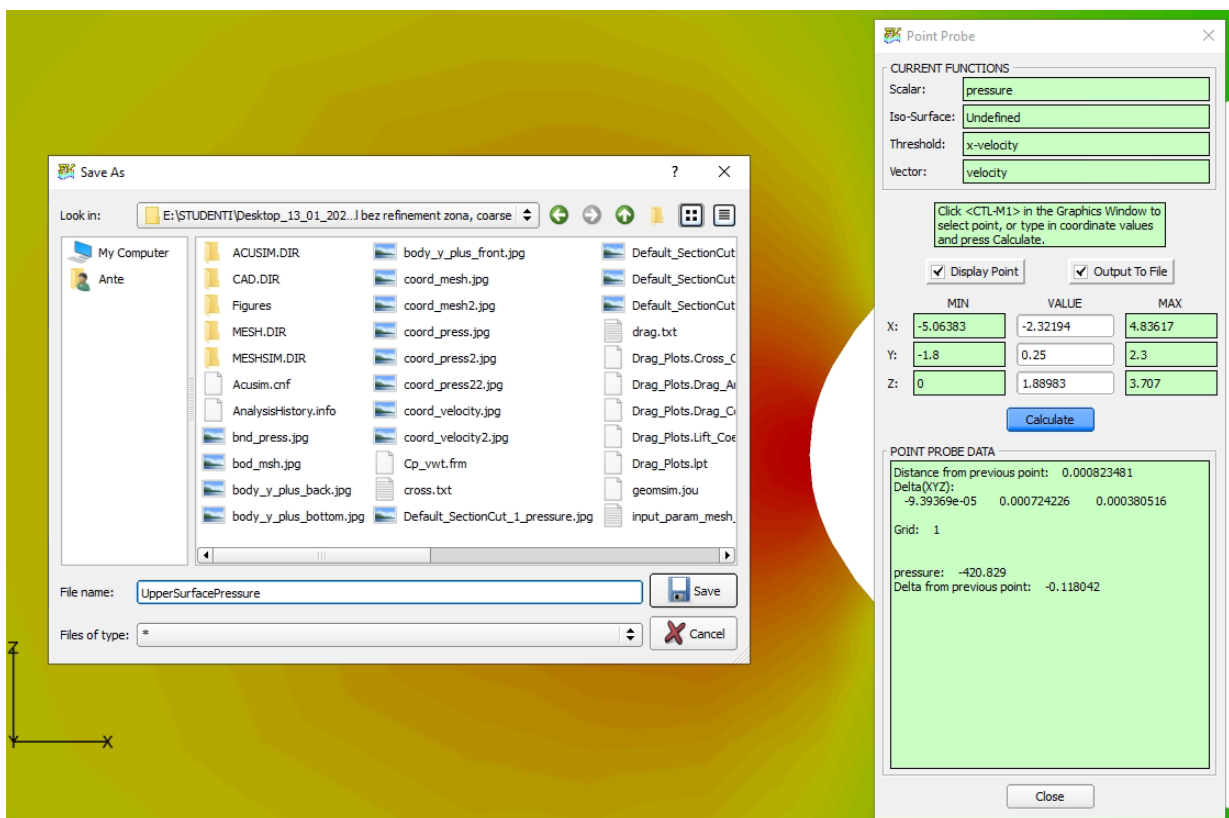 Save As
?
Look in:
E:\STUDENTI\Desktop_13_01_202...l bez refinement zona, coarse
My Computer
Ante
ACUSIM.DIR
CAD.DIR
Figures
MESH.DIR
MESHSIM.DIR
Acusim.cnf
AnalysisHistory.info
bnd_press.jpg
bod_msh.jpg
body_y_plus_back.jpg
body_y_plus_bottom.jpg
body_y_plus_front.jpg
coord_mesh.jpg
coord_mesh2.jpg
coord_press.jpg
coord_press2.jpg
coord_press22.jpg
coord_velocity.jpg
coord_velocity2.jpg
Cp_vwt.frm
cross.txt
Default_SectionCut_1_pressure.jpg
Default_SectionCut
Default_SectionCut
Default_SectionCut
drag.txt
Drag_Plots.Cross_C
Drag_Plots.Drag_A
Drag_Plots.Drag_C
Drag_Plots.Lift_Coe
Drag_Plots.lpt
geomsim.jou
input_param_mesh_
File name:
UpperSurfacePressure
Save
Files of type:
*
Cancel
Z
Y
X
Point Probe
CURRENT FUNCTIONS
Scalar: pressure
Iso-Surface: Undefined
Threshold: x-velocity
Vector: velocity
Click <CTL-M1> in the Graphics Window to
select point, or type in coordinate values
and press Calculate.
Display Point Output To File
MIN VALUE MAX
X: -5.06383 -2.32194 4.83617
Y: -1.8 0.25 2.3
Z: 0 1.88983 3.707
Calculate
POINT PROBE DATA
Distance from previous point: 0.000823481
Delta(XYZ):
-9.39369e-05 0.000724226 0.000380516
Grid: 1
pressure: -420.829
Delta from previous point: -0.118042
Close